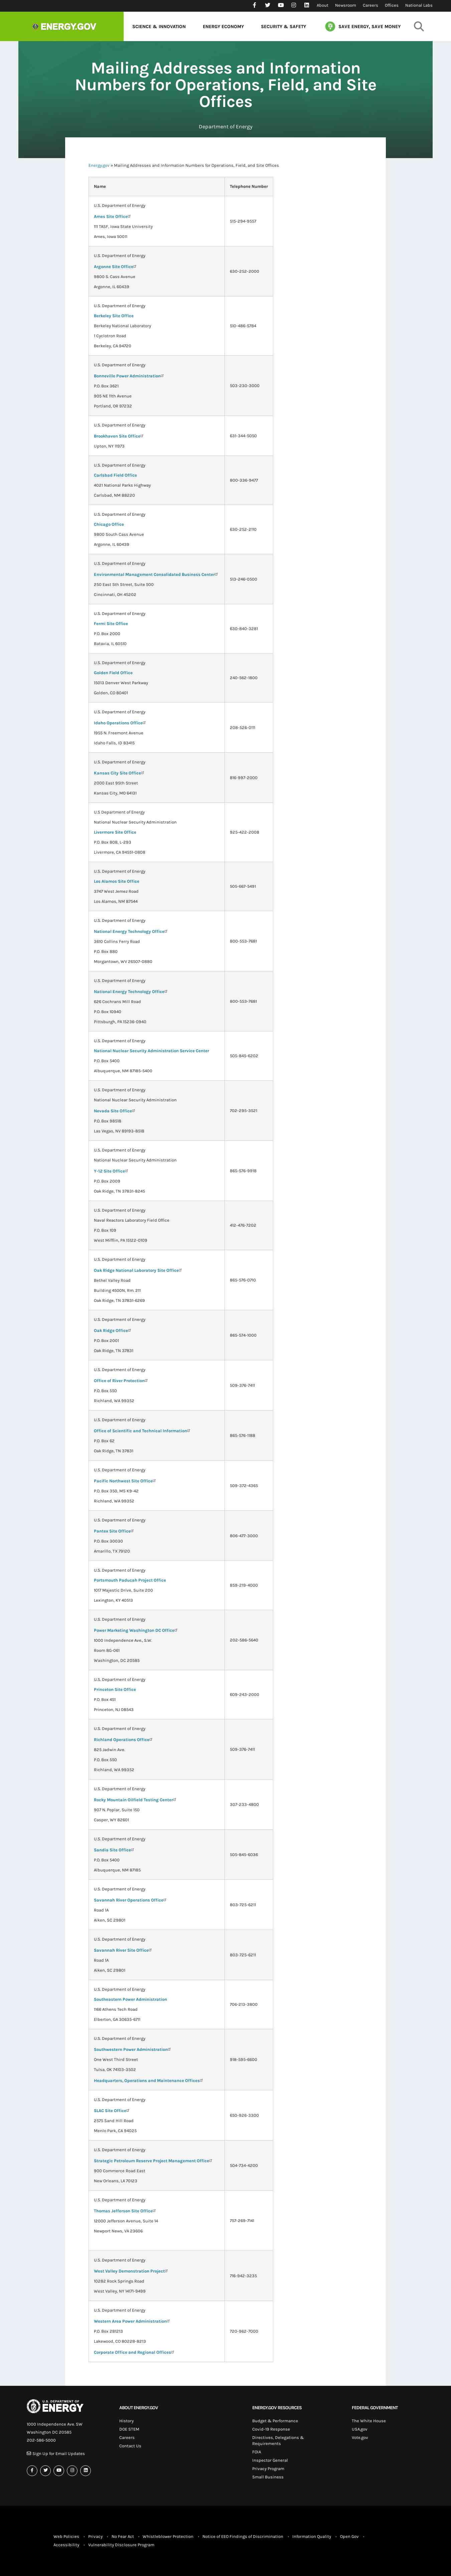 About Newsroom Careers Offices National Labs
ENERGY.GOV
SCIENCE & INNOVATION ENERGY ECONOMY SECURITY & SAFETY SAVE ENERGY, SAVE MONEY
Mailing Addresses and Information
Numbers for Operations, Field, and Site
Offices
Department of Energy
Energy.gov » Mailing Addresses and Information Numbers for Operations, Field, and Site Offices
Name Telephone Number
U.S. Department of Energy
Ames Site Office
111 TASF, Iowa State University
Ames, Iowa 50011
515-294-9557
U.S. Department of Energy
Argonne Site Office
9800 S. Cass Avenue
Argonne, IL 60439
630-252-2000
U.S. Department of Energy
Berkeley Site Office
Berkeley National Laboratory
1 Cyclotron Road
Berkeley, CA 94720
510-486-5784
U.S. Department of Energy
Bonneville Power Administration
P.O. Box 3621
905 NE 11th Avenue
Portland, OR 97232
503-230-3000
U.S. Department of Energy
Brookhaven Site Office
Upton, NY 11973
631-344-5050
U.S. Department of Energy
Carlsbad Field Office
4021 National Parks Highway
Carlsbad, NM 88220
800-336-9477
U.S. Department of Energy
Chicago Office
9800 South Cass Avenue
Argonne, IL 60439
630-252-2110
U.S. Department of Energy
Environmental Management Consolidated Business Center
250 East 5th Street, Suite 500
Cincinnati, OH 45202
513-246-0500
U.S. Department of Energy
Fermi Site Office
P.O. Box 2000
Batavia, IL 60510
630-840-3281
U.S. Department of Energy
Golden Field Office
15013 Denver West Parkway
Golden, CO 80401
240-562-1800
U.S. Department of Energy
Idaho Operations Office
1955 N. Freemont Avenue
Idaho Falls, ID 83415
208-526-0111
U.S. Department of Energy
Kansas City Site Office
2000 East 95th Street
Kansas City, MO 64131
816-997-2000
U.S Department of Energy
National Nuclear Security Administration
Livermore Site Office
P.O. Box 808, L-293
Livermore, CA 94551-0808
925-422-2008
U.S. Department of Energy
Los Alamos Site Office
3747 West Jemez Road
Los Alamos, NM 87544
505-667-5491
U.S. Department of Energy
National Energy Technology Office
3610 Collins Ferry Road
P.O. Box 880
Morgantown, WV 26507-0880
800-553-7681
U.S. Department of Energy
National Energy Technology Office
626 Cochrans Mill Road
P.O. Box 10940
Pittsburgh, PA 15236-0940
800-553-7681
U.S. Department of Energy
National Nuclear Security Administration Service Center
P.O. Box 5400
Albuquerque, NM 87185-5400
505-845-6202
U.S. Department of Energy
National Nuclear Security Administration
Nevada Site Office
P.O. Box 98518
Las Vegas, NV 89193-8518
702-295-3521
U.S. Department of Energy
National Nuclear Security Administration
Y-12 Site Office
P.O. Box 2009
Oak Ridge, TN 37831-8245
865-576-9918
U.S. Department of Energy
Naval Reactors Laboratory Field Office
P.O. Box 109
West Mifflin, PA 15122-0109
412-476-7202
U.S. Department of Energy
Oak Ridge National Laboratory Site Office
Bethel Valley Road
Building 4500N, Rm. 211
Oak Ridge, TN 37831-6269
865-576-0710
U.S. Department of Energy
Oak Ridge Office
P.O. Box 2001
Oak Ridge, TN 37831
865-574-1000
U.S. Department of Energy
Office of River Protection
P.O. Box 550
Richland, WA 99352
509-376-7411
U.S. Department of Energy
Office of Scientific and Technical Information
P.O. Box 62
Oak Ridge, TN 37831
865-576-1188
U.S. Department of Energy
Pacific Northwest Site Office
P.O. Box 350, MS K9-42
Richland, WA 99352
509-372-4365
U.S. Department of Energy
Pantex Site Office
P.O. Box 30030
Amarillo, TX 79120
806-477-3000
U.S. Department of Energy
Portsmouth Paducah Project Office
1017 Majestic Drive, Suite 200
Lexington, KY 40513
859-219-4000
U.S. Department of Energy
Power Marketing Washington DC Office
1000 Independence Ave., S.W.
Room 8G-061
Washington, DC 20585
202-586-5640
U.S. Department of Energy
Princeton Site Office
P.O. Box 451
Princeton, NJ 08543
609-243-2000
U.S. Department of Energy
Richland Operations Office
825 Jadwin Ave.
P.O. Box 550
Richland, WA 99352
509-376-7411
U.S. Department of Energy
Rocky Mountain Oilfield Testing Center
907 N. Poplar, Suite 150
Casper, WY 82601
307-233-4800
U.S. Department of Energy
Sandia Site Office
P.O. Box 5400
Albuquerque, NM 87185
505-845-6036
U.S. Department of Energy
Savannah River Operations Office
Road 1A
Aiken, SC 29801
803-725-6211
U.S. Department of Energy
Savannah River Site Office
Road 1A
Aiken, SC 29801
803-725-6211
U.S. Department of Energy
Southeastern Power Administration
1166 Athens Tech Road
Elberton, GA 30635-6711
706-213-3800
U.S. Department of Energy
Southwestern Power Administration
One West Third Street
Tulsa, OK 74103-3502
Headquarters, Operations and Maintenance Offices
918-595-6600
U.S. Department of Energy
SLAC Site Office
2575 Sand Hill Road
Menlo Park, CA 94025
U.S. Department of Energy
Strategic Petroleum Reserve Project Management Office
900 Commerce Road East
New Orleans, LA 70123
504-734-4200
U.S. Department of Energy
Thomas Jefferson Site Office
12000 Jefferson Avenue, Suite 14
Newport News, VA 23606
U.S. Department of Energy
West Valley Demonstration Project
10282 Rock Springs Road
West Valley, NY 14171-9499
U.S. Department of Energy
Western Area Power Administration
P.O. Box 281213
Lakewood, CO 80228-8213
Corporate Office and Regional Offices
720-962-7000
U.S. DEPARTMENT OF
ENERGY
1000 Independence Ave. SW
Washington DC 20585
202-586-5000
Sign Up for Email Updates
ABOUT ENERGY.GOV
History
DOE STEM
Careers
Contact Us
ENERGY.GOV RESOURCES
Budget & Performance
Covid-19 Response
Directives, Delegations &
Requirements
FOIA
Inspector General
Privacy Program
Small Business
FEDERAL GOVERNMENT
The White House
USA.gov
Vote.gov
Web Policies • Privacy • No Fear Act • Whistleblower Protection • Notice of EEO Findings of Discrimination • Information Quality • Open Gov •
Accessibility • Vulnerability Disclosure Program